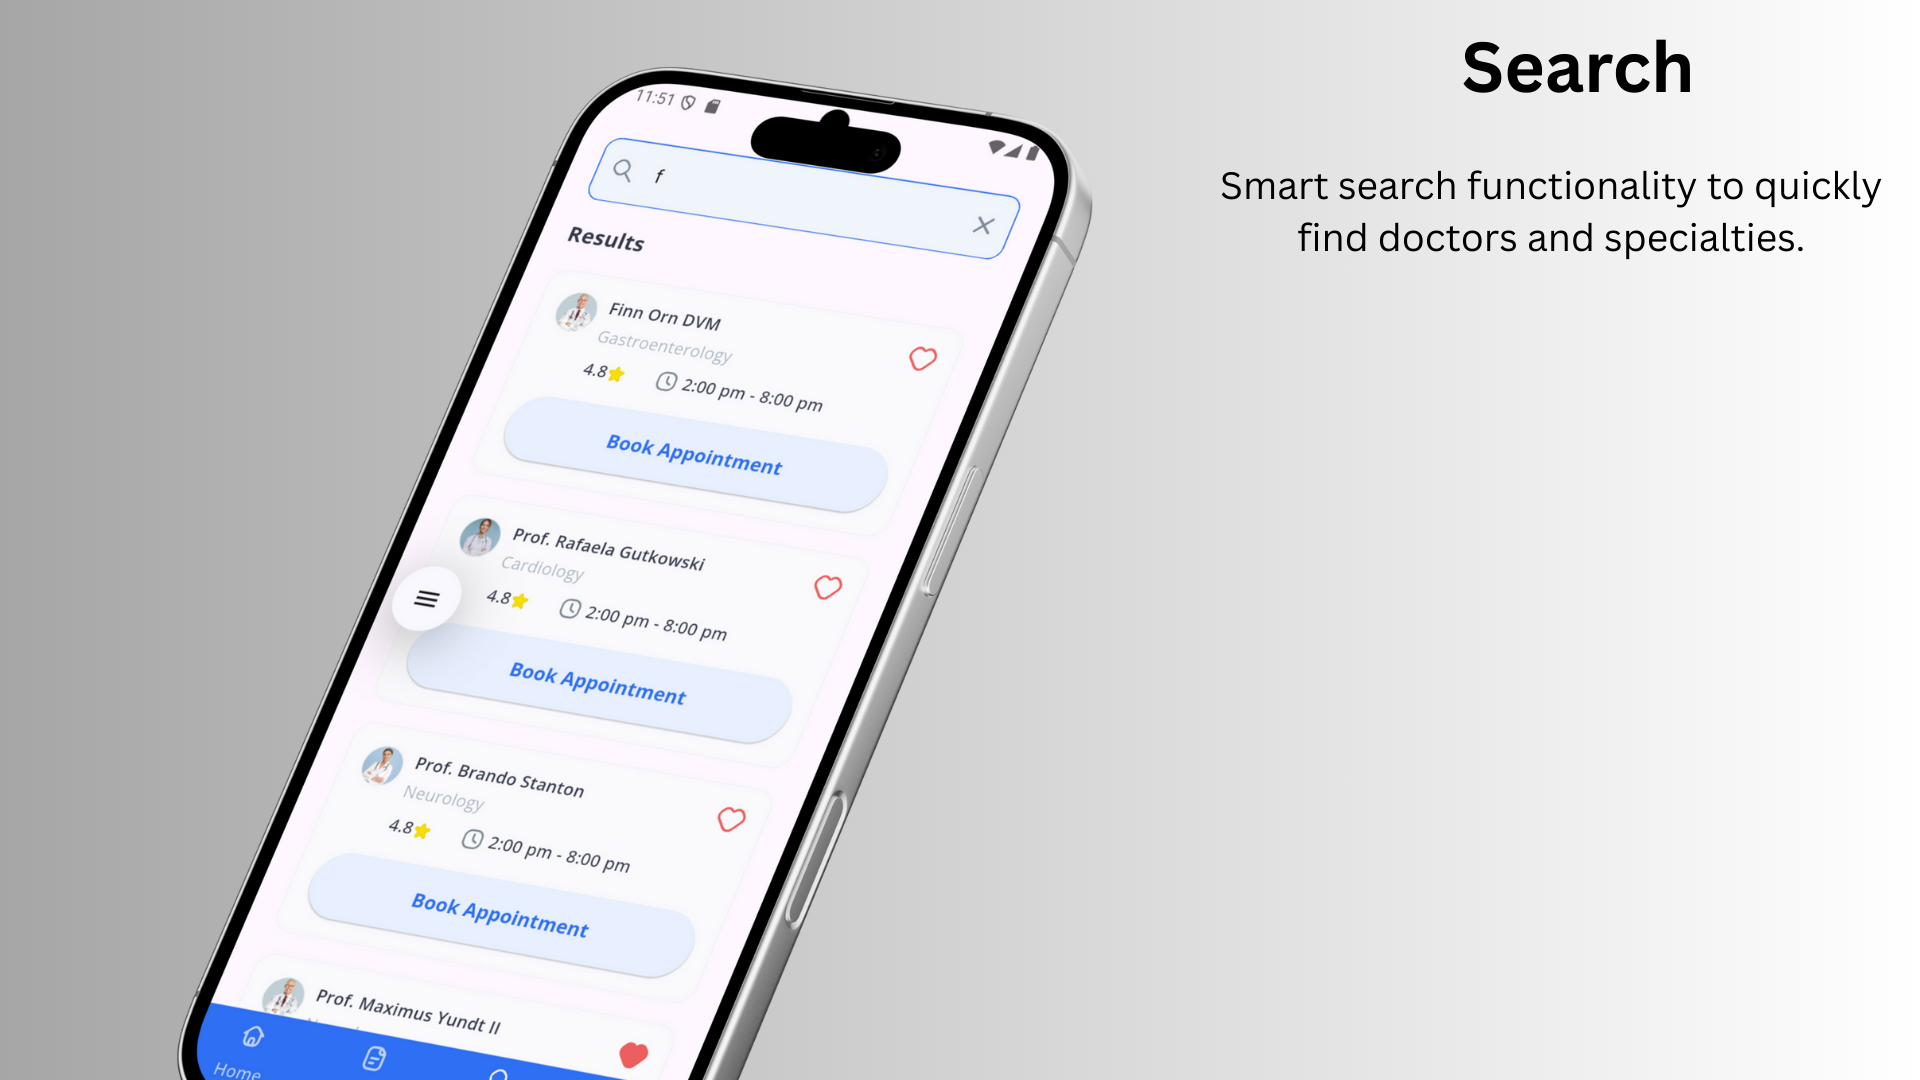 Search
Smart search functionality to quickly
find doctors and specialties.
11:51
f
Results
Finn Orn DVM
Gastroenterology
4.8 2:00 pm - 8:00 pm
Book Appointment
Prof. Rafaela Gutkowski
Cardiology
4.8 2:00 pm - 8:00 pm
Book Appointment
Prof. Brando Stanton
Neurology
4.8 2:00 pm - 8:00 pm
Book Appointment
Prof. Maximus Yundt II
Home